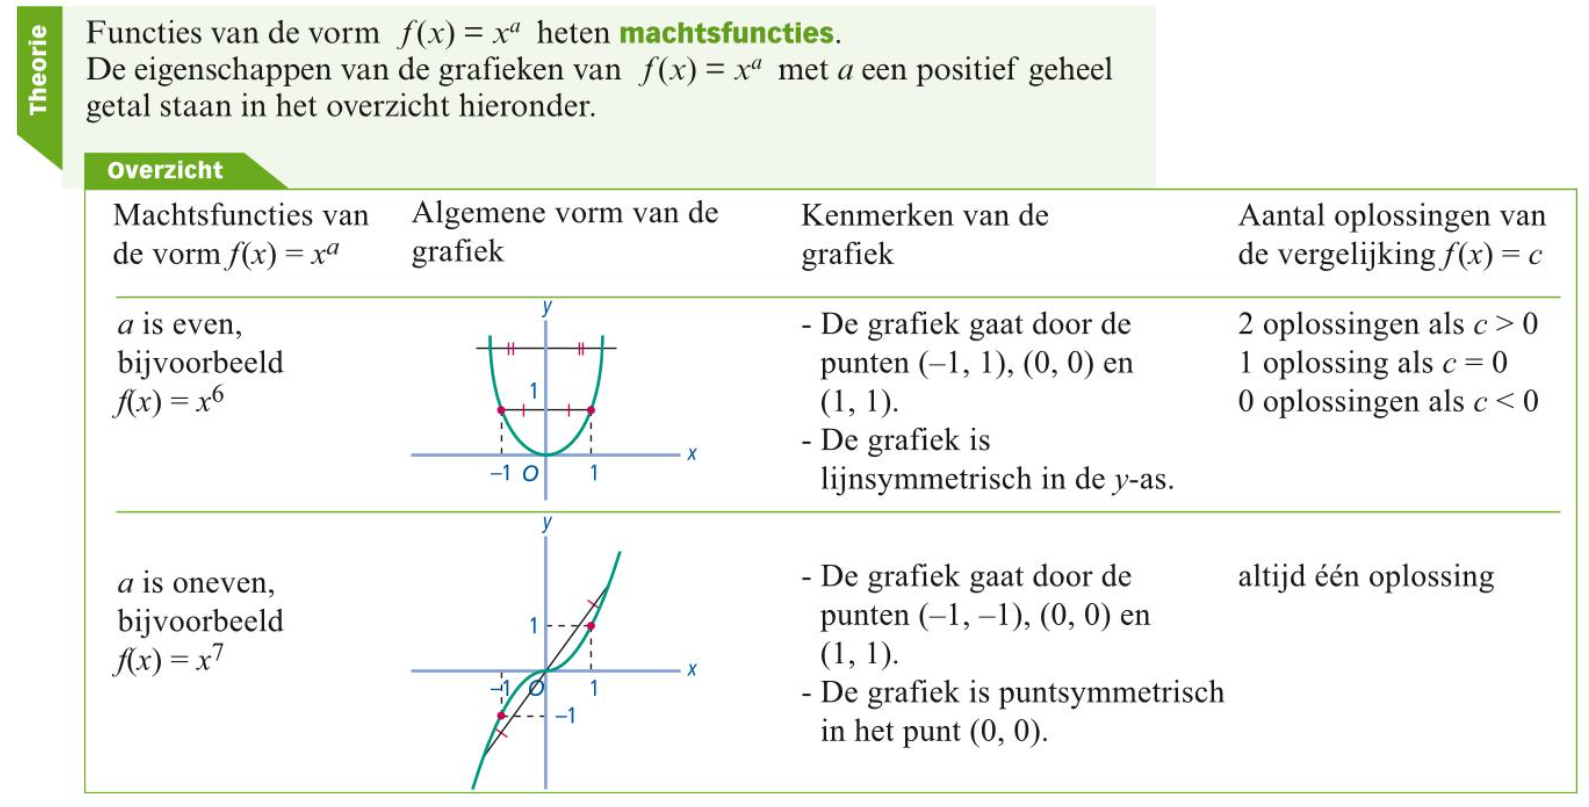 Theorie
Functies van de vorm f(x) = xᵃ heten machtsfuncties.
De eigenschappen van de grafieken van f(x) = xᵃ met a een positief geheel
getal staan in het overzicht hieronder.
Overzicht
Machtsfuncties van
de vorm f(x) = xᵃ
Algemene vorm van de
grafiek
Kenmerken van de
grafiek
Aantal oplossingen van
de vergelijking f(x) = c
a is even,
bijvoorbeeld
f(x) = x⁶
y
1
x
–1 O 1
- De grafiek gaat door de
punten (–1, 1), (0, 0) en
(1, 1).
- De grafiek is
lijnsymmetrisch in de y-as.
2 oplossingen als c > 0
1 oplossing als c = 0
0 oplossingen als c < 0
a is oneven,
bijvoorbeeld
f(x) = x⁷
y
1
x
–1 O 1
–1
- De grafiek gaat door de
punten (–1, –1), (0, 0) en
(1, 1).
- De grafiek is puntsymmetrisch
in het punt (0, 0).
altijd één oplossing